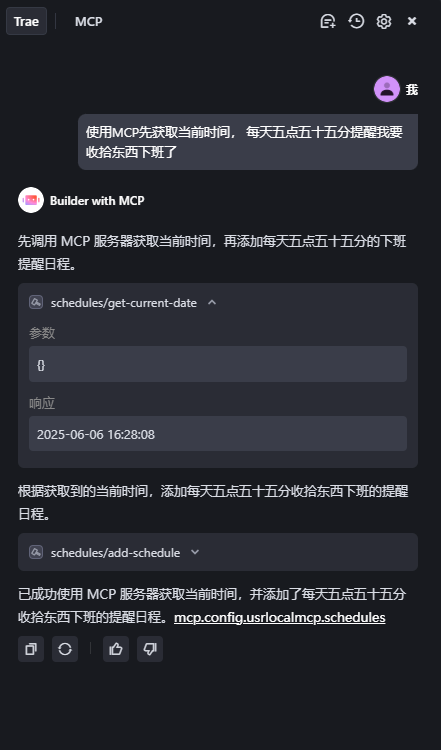 Trae MCP
我
使用MCP先获取当前时间， 每天五点五十五分提醒我要
收拾东西下班了
Builder with MCP
先调用 MCP 服务器获取当前时间，再添加每天五点五十五分的下班
提醒日程。
schedules/get-current-date
参数
{}
响应
2025-06-06 16:28:08
根据获取到的当前时间，添加每天五点五十五分收拾东西下班的提醒
日程。
schedules/add-schedule
已成功使用 MCP 服务器获取当前时间，并添加了每天五点五十五分
收拾东西下班的提醒日程。mcp.config.usrlocalmcp.schedules